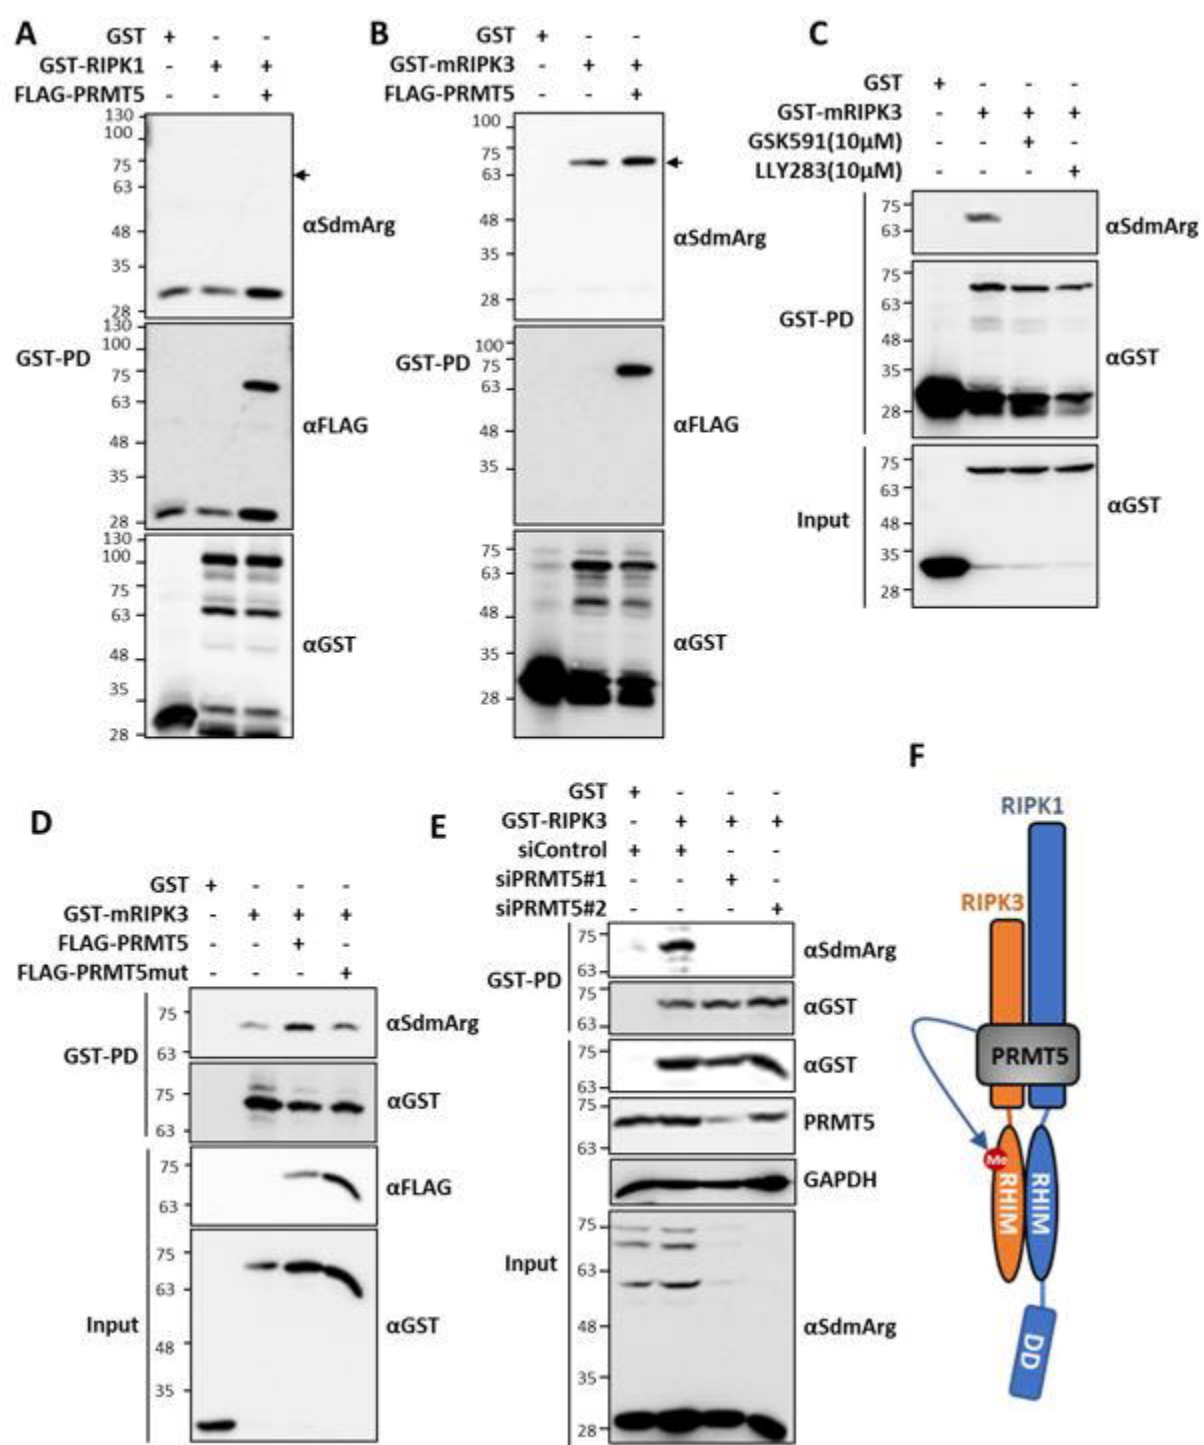 A
GST + - -
GST-RIPK1 - + +
FLAG-PRMT5 - - +
130
100
75
63
48
35
28
αSdmArg
GST-PD
130
100
75
63
48
35
28
αFLAG
130
100
75
63
48
35
28
αGST
B
GST + - -
GST-mRIPK3 - + +
FLAG-PRMT5 - - +
100
75
63
48
35
28
αSdmArg
GST-PD
100
75
63
48
35
αFLAG
75
63
48
35
28
αGST
C
GST + - - -
GST-mRIPK3 - + + +
GSK591(10μM) - - + -
LLY283(10μM) - - - +
GST-PD
75
63
αSdmArg
75
63
48
35
28
αGST
Input
75
63
48
35
28
αGST
D
GST + - - -
GST-mRIPK3 - + + +
FLAG-PRMT5 - - + -
FLAG-PRMT5mut - - - +
GST-PD
75
63
αSdmArg
75
63
αGST
Input
75
63
αFLAG
75
63
48
35
αGST
E
GST + - - -
GST-RIPK3 - + + +
siControl + + - -
siPRMT5#1 - - + -
siPRMT5#2 - - - +
GST-PD
75
63
αSdmArg
75
63
αGST
Input
75
63
αGST
75
63
PRMT5
GAPDH
75
63
48
35
28
αSdmArg
F
RIPK1
RIPK3
PRMT5
Me
RHIM
RHIM
DD